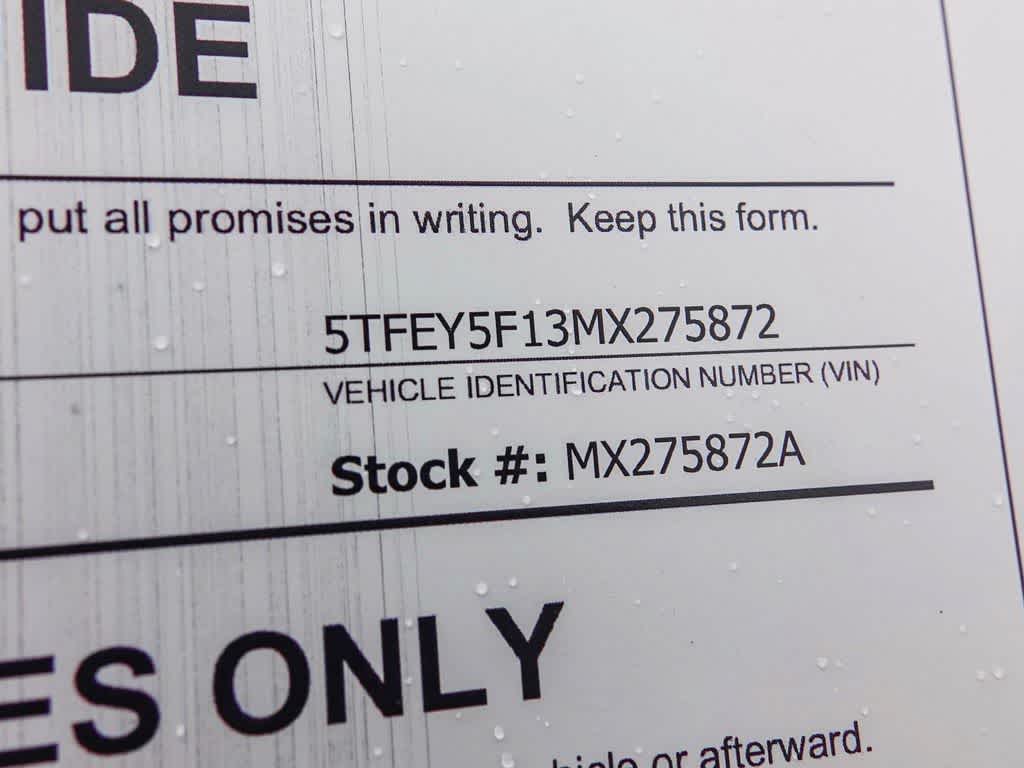 IDE
put all promises in writing. Keep this form.
5TFEY5F13MX275872
VEHICLE IDENTIFICATION NUMBER (VIN)
Stock #: MX275872A
ES ONLY
or afterward.